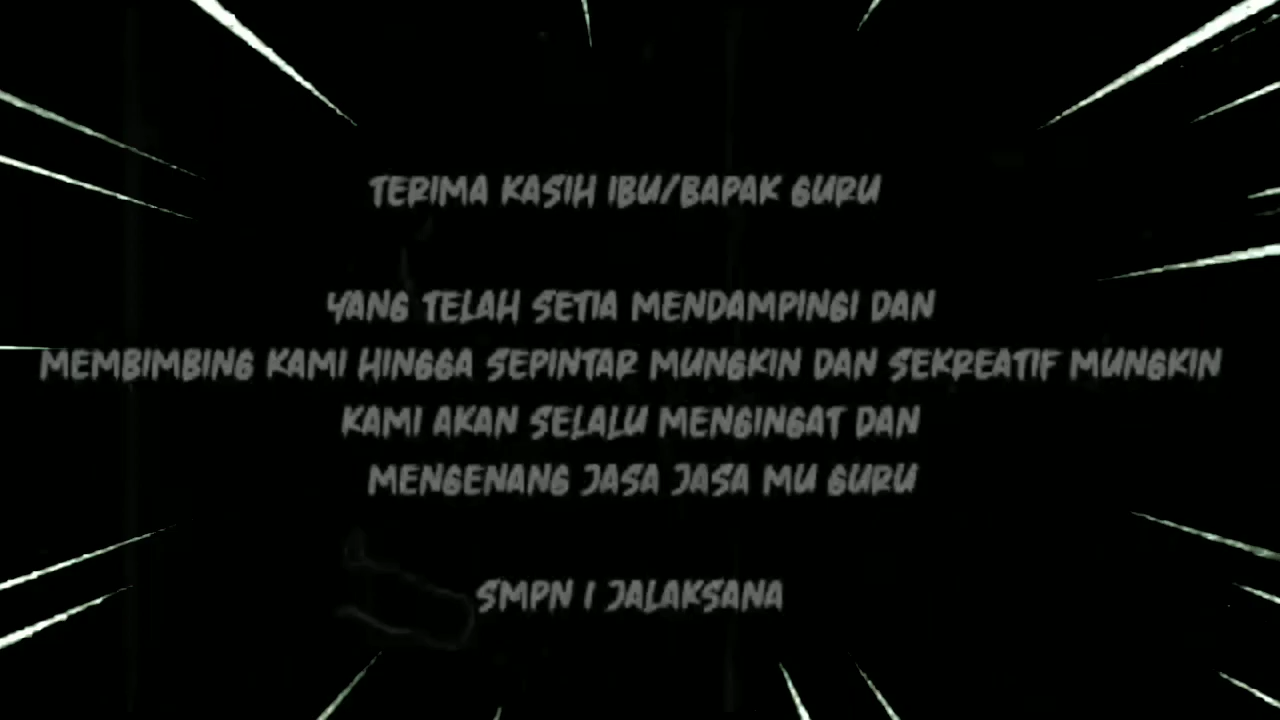 TERIMA KASIH IBU/BAPAK GURU
YANG TELAH SETIA MENDAMPINGI DAN
MEMBIMBING KAMI HINGGA SEPINTAR MUNGKIN DAN SEKREATIF MUNGKIN
KAMI AKAN SELALU MENGINGAT DAN
MENGENANG JASA JASA MU GURU
SMPN 1 JALAKSANA